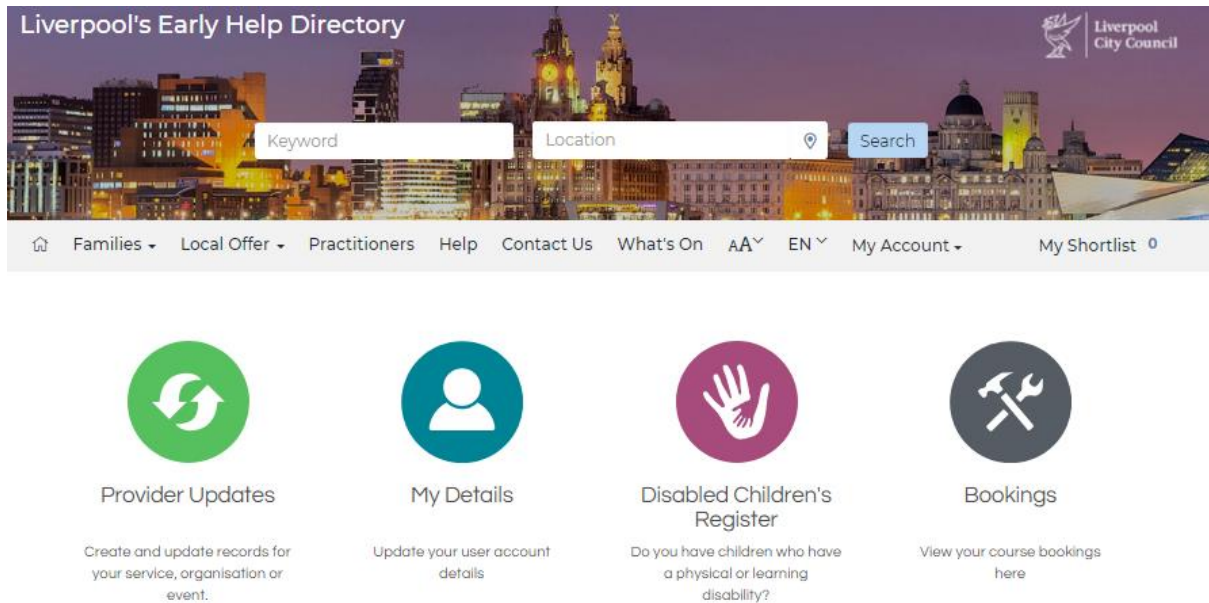 Liverpool's Early Help Directory
Liverpool
City Council
Keyword
Location
Search
Families
Local Offer
Practitioners
Help
Contact Us
What's On
AA
EN
My Account
My Shortlist 0
Provider Updates
Create and update records for
your service, organisation or
event.
My Details
Update your user account
details
Disabled Children's
Register
Do you have children who have
a physical or learning
disability?
Bookings
View your course bookings
here